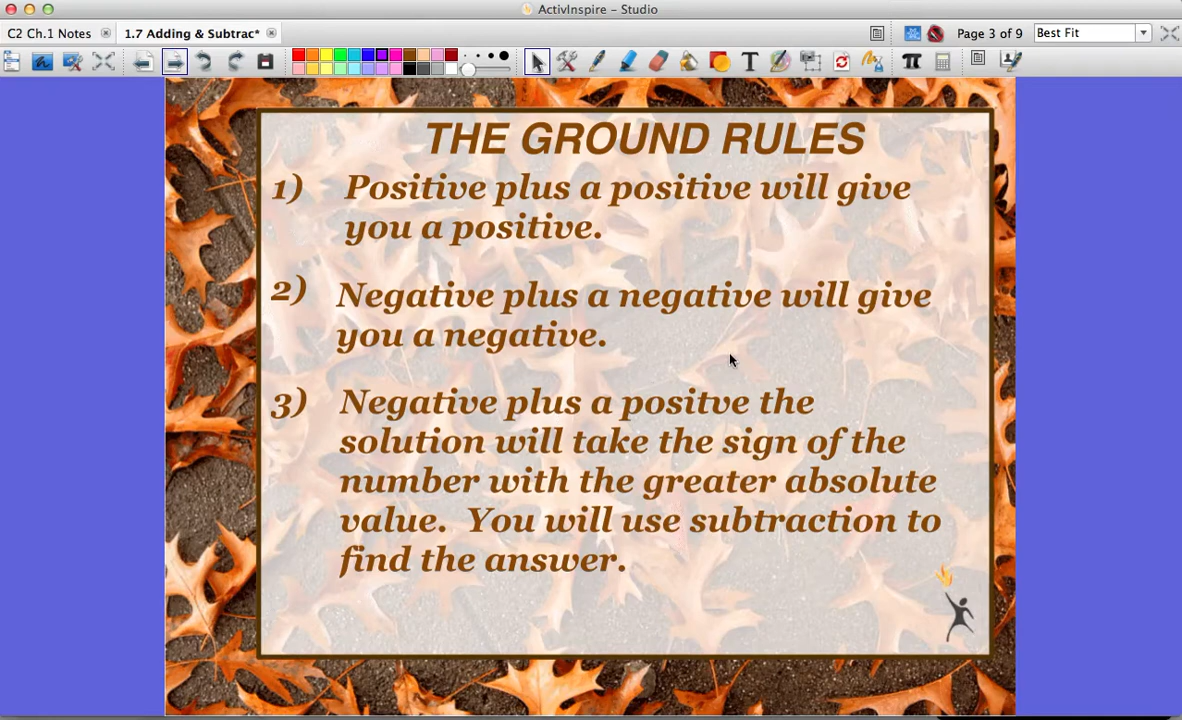 ActivInspire – Studio
C2 Ch.1 Notes
1.7 Adding & Subtrac*
Page 3 of 9
Best Fit
THE GROUND RULES
1) Positive plus a positive will give
you a positive.
2) Negative plus a negative will give
you a negative.
3) Negative plus a positve the
solution will take the sign of the
number with the greater absolute
value. You will use subtraction to
find the answer.